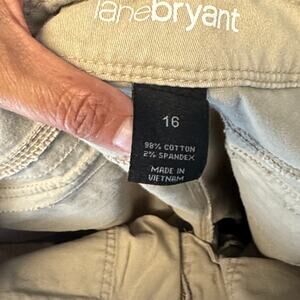 lanebryant
16
98% COTTON
2% SPANDEX
MADE IN
VIETNAM